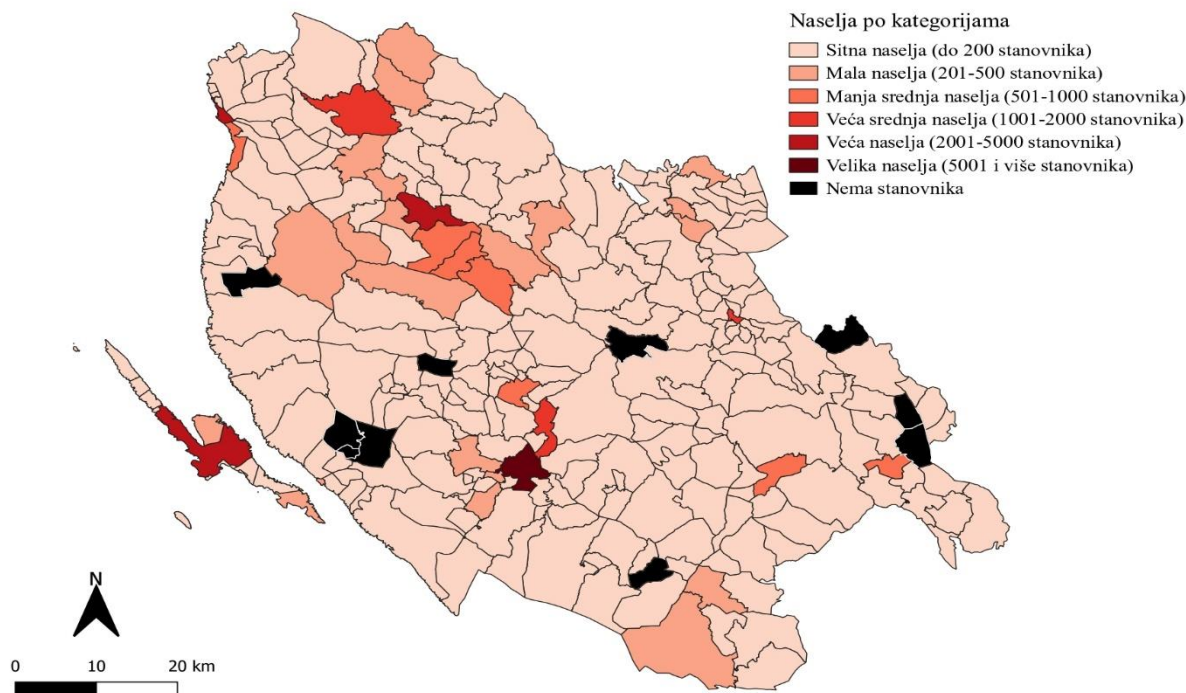 Naselja po kategorijama
Sitna naselja (do 200 stanovnika)
Mala naselja (201-500 stanovnika)
Manja srednja naselja (501-1000 stanovnika)
Veća srednja naselja (1001-2000 stanovnika)
Veća naselja (2001-5000 stanovnika)
Velika naselja (5001 i više stanovnika)
Nema stanovnika
N
0 10 20 km